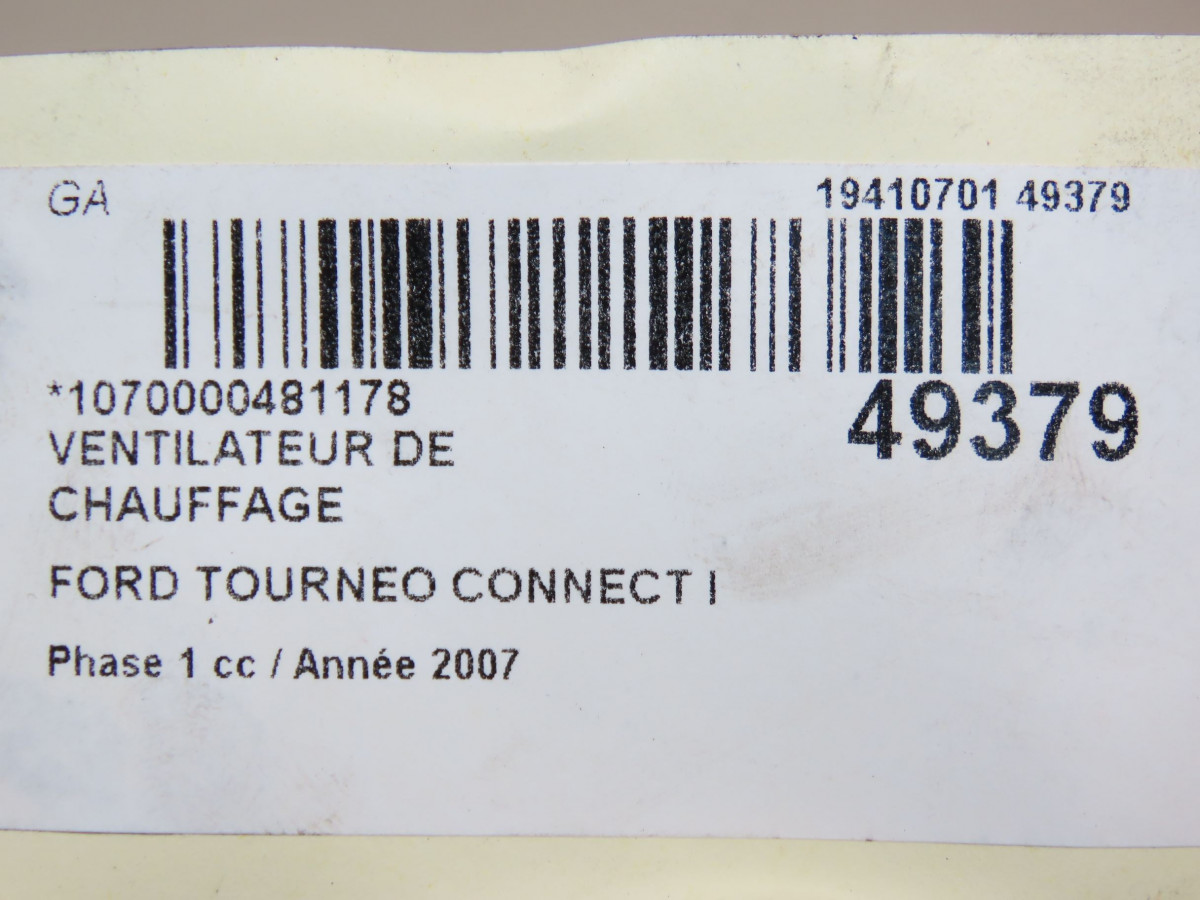 GA
19410701 49379
*1070000481178
49379
VENTILATEUR DE
CHAUFFAGE
FORD TOURNEO CONNECT I
Phase 1 cc / Année 2007